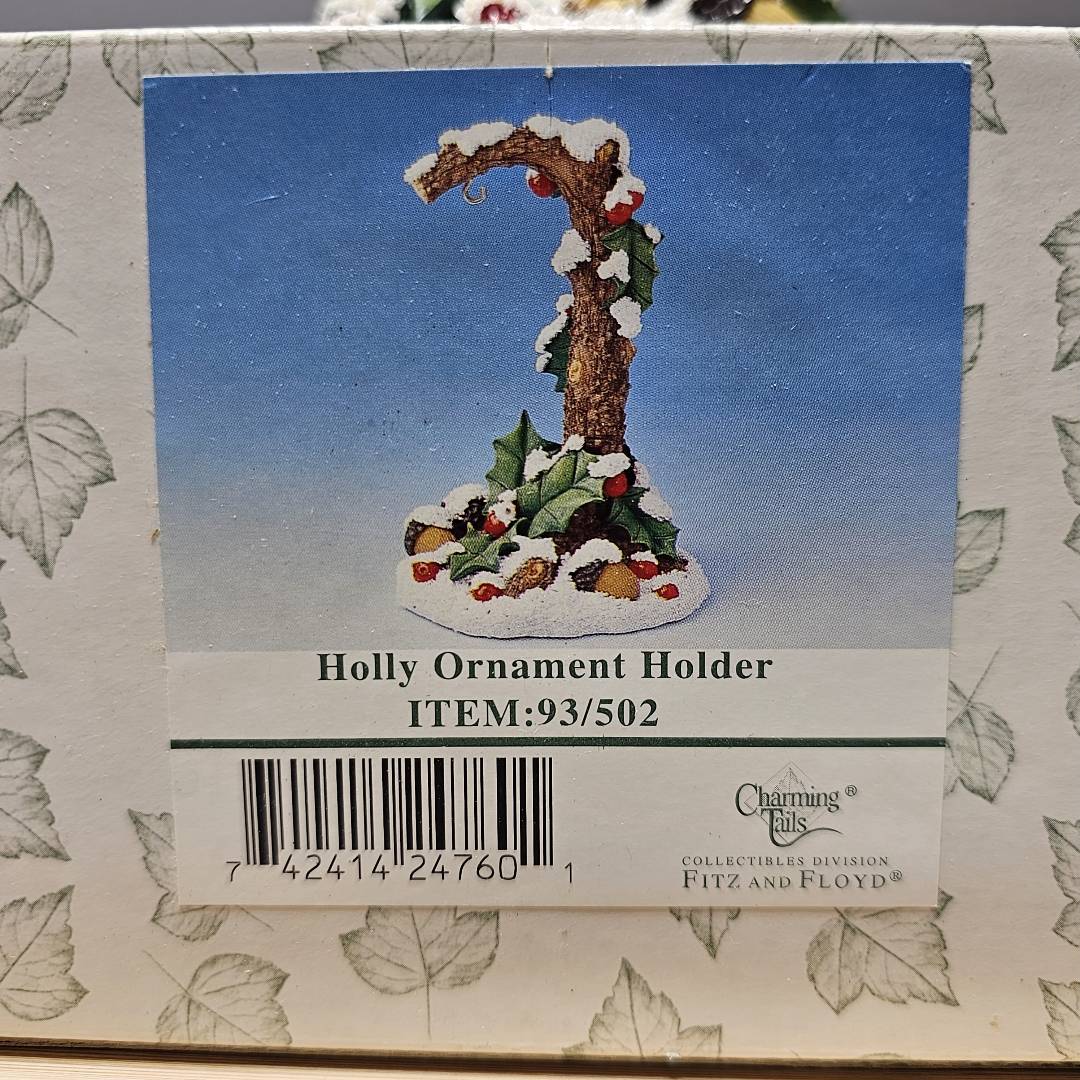 Holly Ornament Holder
ITEM:93/502
7 42414 24760 1
Charming ®
Tails
COLLECTIBLES DIVISION
FITZ AND FLOYD®